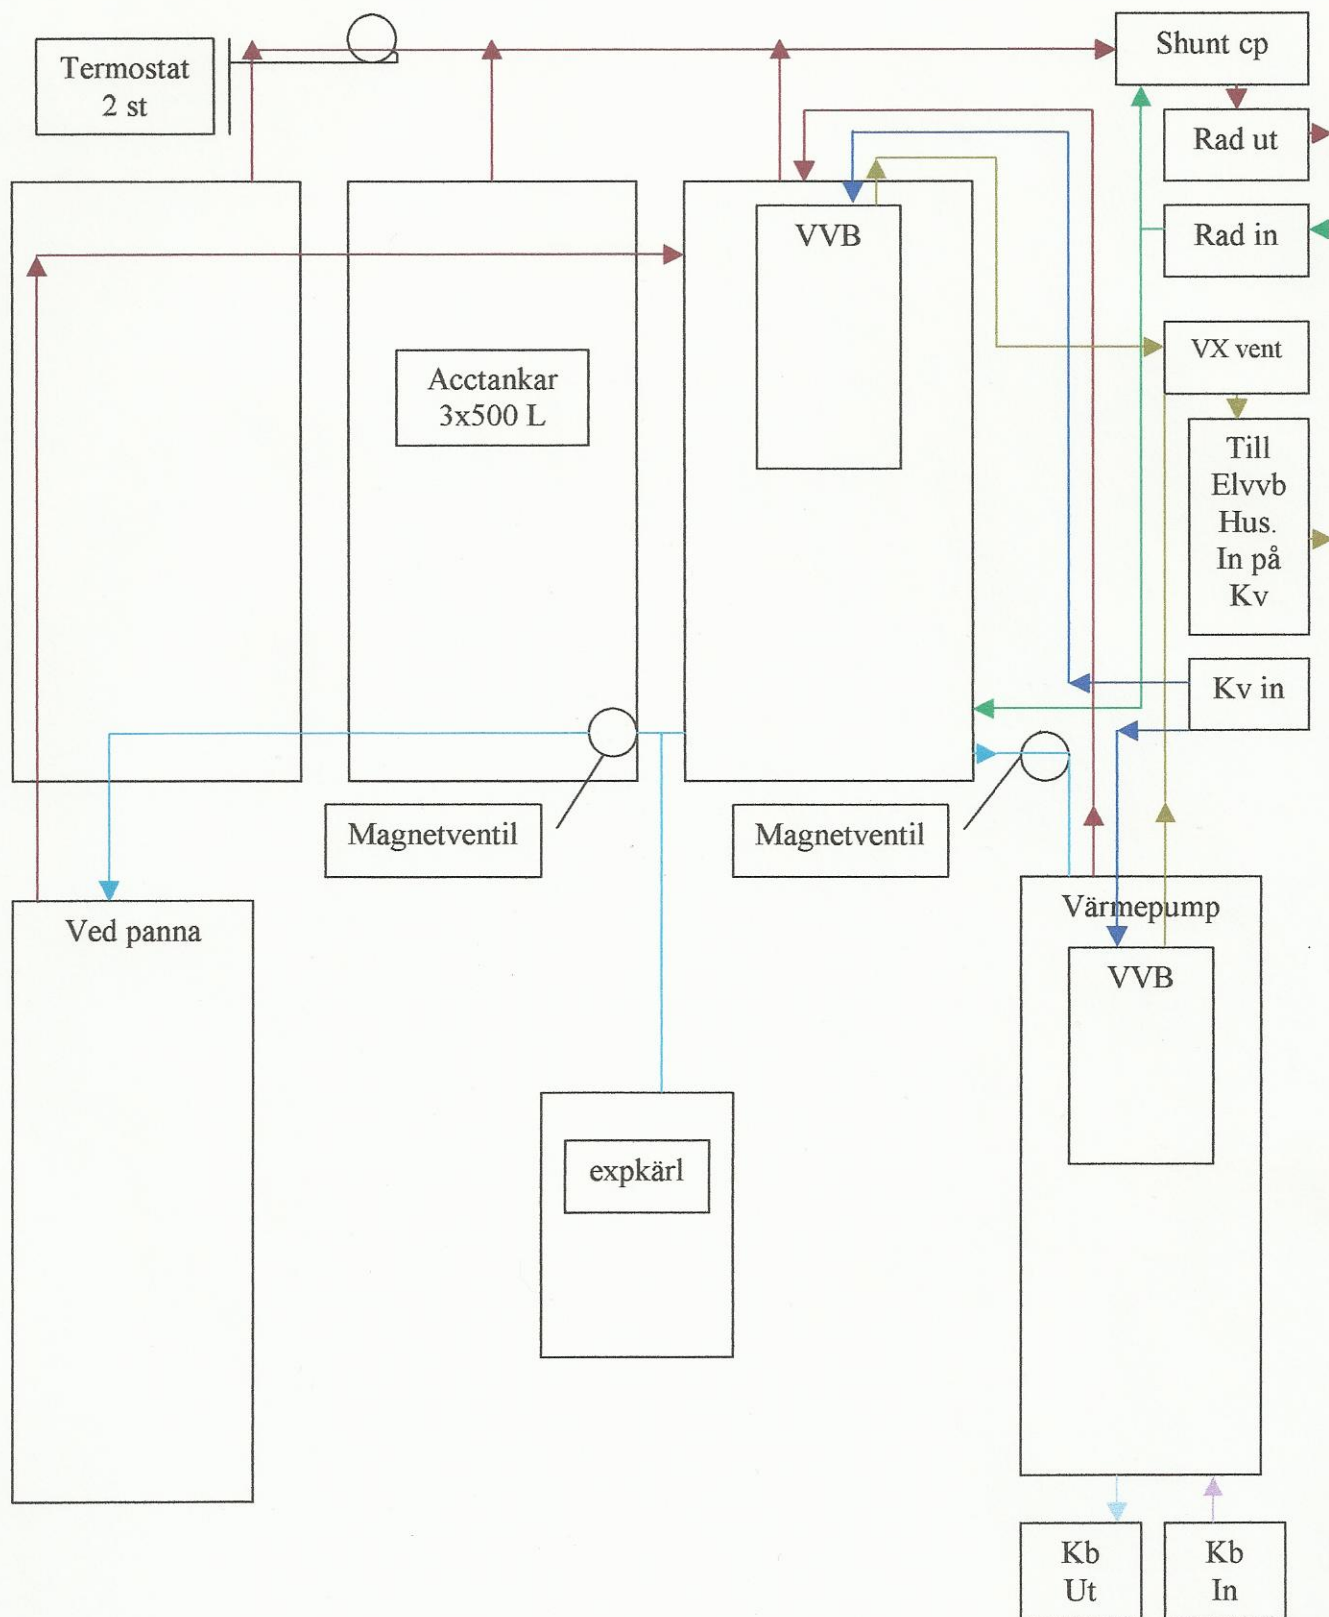 Termostat
2 st
Shunt cp
Rad ut
Rad in
VVB
VX vent
Acctankar
3x500 L
Till
Elvvb
Hus.
In på
Kv
Kv in
Magnetventil
Magnetventil
Ved panna
Värmepump
VVB
expkärl
Kb
Ut
Kb
In